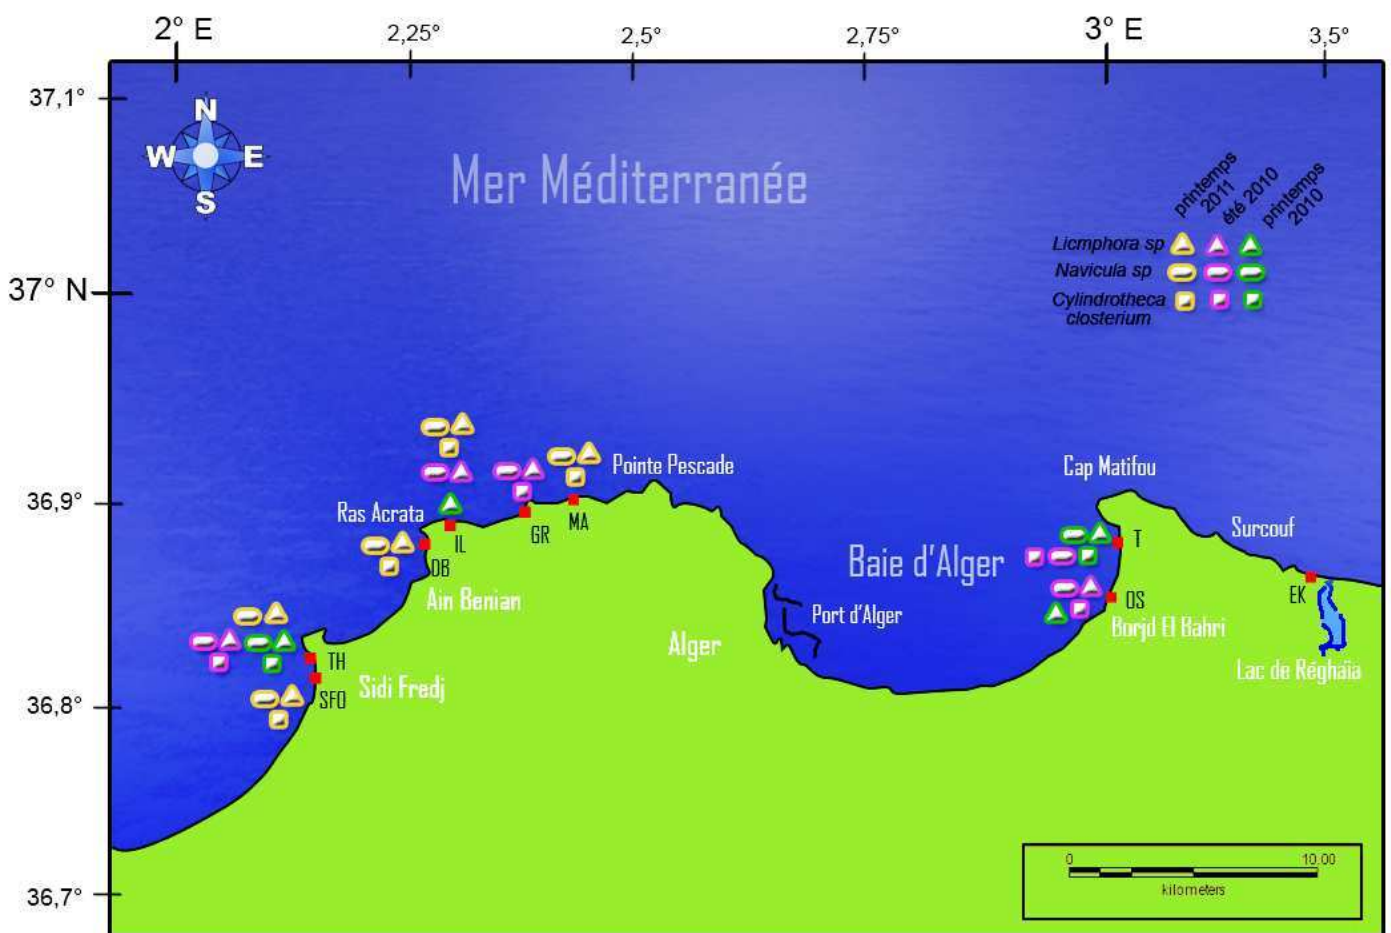 2° E
2,25°
2,5°
2,75°
3° E
3,5°
37,1°
N
W E
S
Mer Méditerranée
printemps
2011
été 2010
printemps
2010
Licmphora sp
Navicula sp
Cylindrotheca
closterium
37° N
36,9°
Pointe Pescade
Cap Matifou
Ras Acrata
IL
GR
MA
Surcouf
T
Baie d'Alger
DB
Ain Benian
Port d'Alger
OS
EK
Borjd El Bahri
Alger
TH
Sidi Fredj
SFO
Lac de Réghaïa
36,8°
0 10.00
kilometers
36,7°